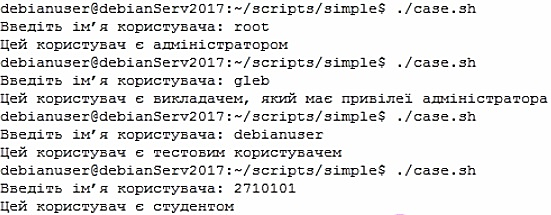 debianuser@debianServ2017:~/scripts/simple$ ./case.sh
Введіть ім’я користувача: root
Цей користувач є адміністратором
debianuser@debianServ2017:~/scripts/simple$ ./case.sh
Введіть ім’я користувача: gleb
Цей користувач є викладачем, який має привілеї адміністратора
debianuser@debianServ2017:~/scripts/simple$ ./case.sh
Введіть ім’я користувача: debianuser
Цей користувач є тестовим користувачем
debianuser@debianServ2017:~/scripts/simple$ ./case.sh
Введіть ім’я користувача: 2710101
Цей користувач є студентом